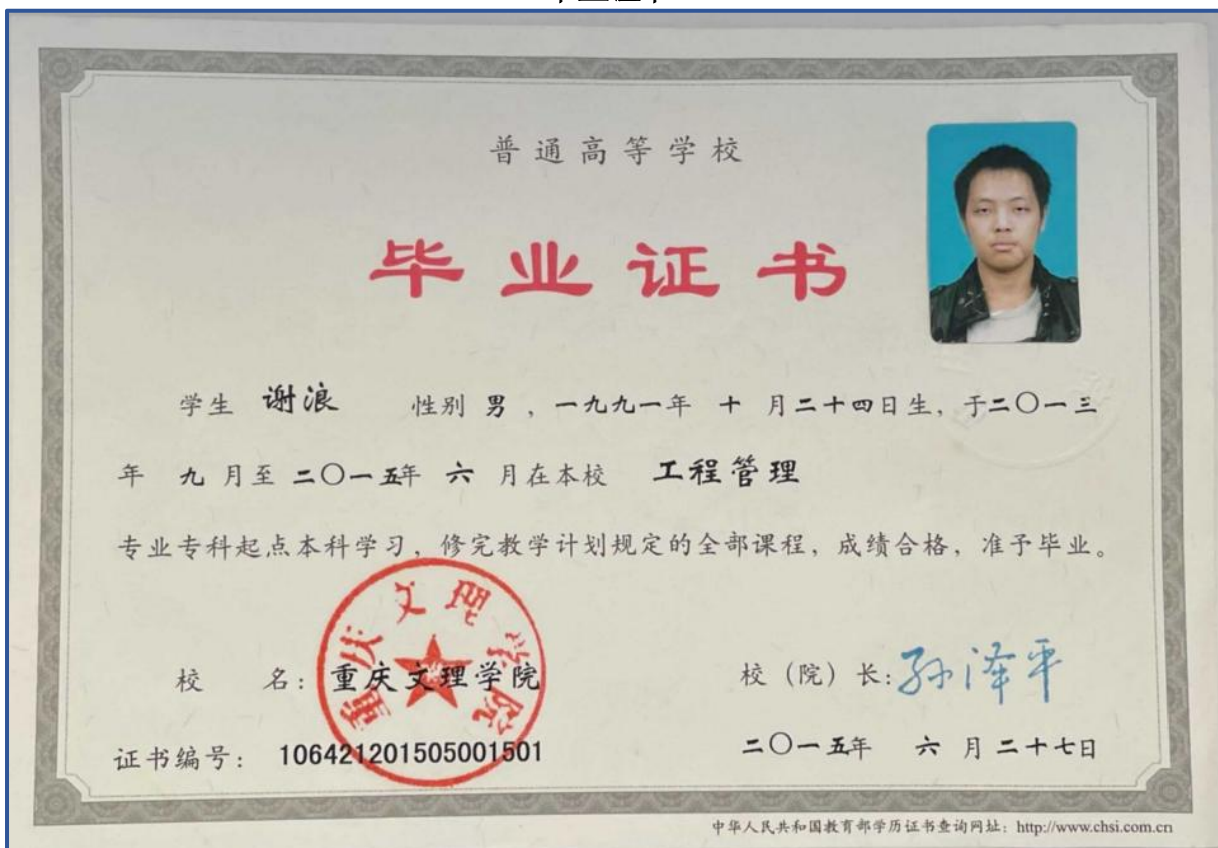 普通高等学校
毕业证书
学生 谢浪 性别 男 ，一九九一年 十 月二十四日生，于二〇一三
年 九 月至 二〇一五年 六 月在本校 工程管理
专业专科起点本科学习，修完教学计划规定的全部课程，成绩合格，准予毕业。
重庆文理学院
校 名：重庆文理学院
校（院）长：孙泽平
证书编号： 106421201505001501
二〇一五年 六 月二十七日
中华人民共和国教育部学历证书查询网址：http://www.chsi.com.cn